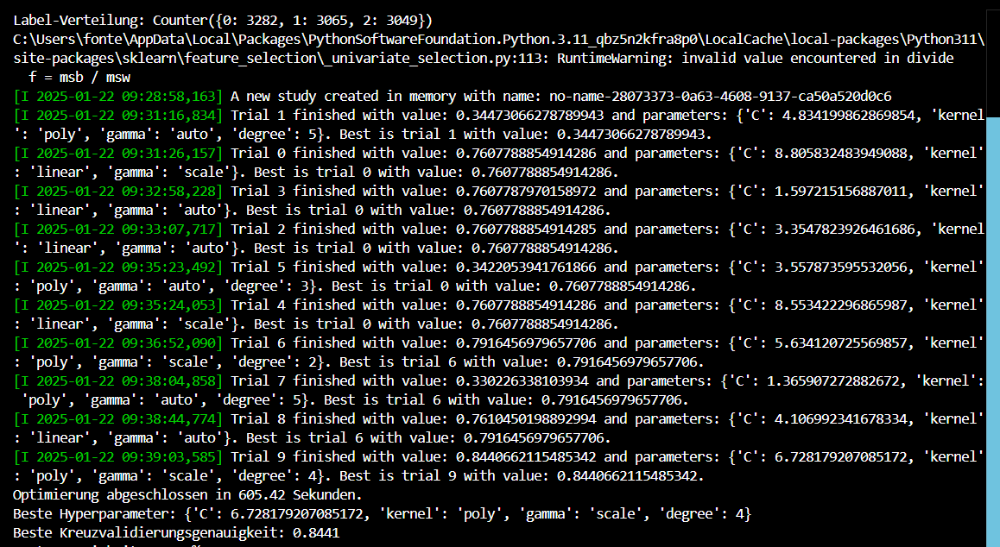 Label-Verteilung: Counter({0: 3282, 1: 3065, 2: 3049})
C:\Users\fonte\AppData\Local\Packages\PythonSoftwareFoundation.Python.3.11_qbz5n2kfra8p0\LocalCache\local-packages\Python311\
site-packages\sklearn\feature_selection\_univariate_selection.py:113: RuntimeWarning: invalid value encountered in divide
  f = msb / msw
[I 2025-01-22 09:28:58,163] A new study created in memory with name: no-name-28073373-0a63-4608-9137-ca50a520d0c6
[I 2025-01-22 09:31:16,834] Trial 1 finished with value: 0.34473066278789943 and parameters: {'C': 4.834199862869854, 'kernel
': 'poly', 'gamma': 'auto', 'degree': 5}. Best is trial 1 with value: 0.34473066278789943.
[I 2025-01-22 09:31:26,157] Trial 0 finished with value: 0.7607788854914286 and parameters: {'C': 8.805832483949088, 'kernel'
: 'linear', 'gamma': 'scale'}. Best is trial 0 with value: 0.7607788854914286.
[I 2025-01-22 09:32:58,228] Trial 3 finished with value: 0.7607787970158972 and parameters: {'C': 1.597215156887011, 'kernel'
: 'linear', 'gamma': 'auto'}. Best is trial 0 with value: 0.7607788854914286.
[I 2025-01-22 09:33:07,717] Trial 2 finished with value: 0.7607788854914285 and parameters: {'C': 3.3547823926461686, 'kernel
': 'linear', 'gamma': 'auto'}. Best is trial 0 with value: 0.7607788854914286.
[I 2025-01-22 09:35:23,492] Trial 5 finished with value: 0.3422053941761866 and parameters: {'C': 3.557873595532056, 'kernel'
: 'poly', 'gamma': 'auto', 'degree': 3}. Best is trial 0 with value: 0.7607788854914286.
[I 2025-01-22 09:35:24,053] Trial 4 finished with value: 0.7607788854914286 and parameters: {'C': 8.553422296865987, 'kernel'
: 'linear', 'gamma': 'scale'}. Best is trial 0 with value: 0.7607788854914286.
[I 2025-01-22 09:36:52,090] Trial 6 finished with value: 0.7916456979657706 and parameters: {'C': 5.634120725569857, 'kernel'
: 'poly', 'gamma': 'scale', 'degree': 2}. Best is trial 6 with value: 0.7916456979657706.
[I 2025-01-22 09:38:04,858] Trial 7 finished with value: 0.330226338103934 and parameters: {'C': 1.365907272882672, 'kernel':
 'poly', 'gamma': 'auto', 'degree': 5}. Best is trial 6 with value: 0.7916456979657706.
[I 2025-01-22 09:38:44,774] Trial 8 finished with value: 0.7610450198892994 and parameters: {'C': 4.106992341678334, 'kernel'
: 'linear', 'gamma': 'auto'}. Best is trial 6 with value: 0.7916456979657706.
[I 2025-01-22 09:39:03,585] Trial 9 finished with value: 0.8440662115485342 and parameters: {'C': 6.728179207085172, 'kernel'
: 'poly', 'gamma': 'scale', 'degree': 4}. Best is trial 9 with value: 0.8440662115485342.
Optimierung abgeschlossen in 605.42 Sekunden.
Beste Hyperparameter: {'C': 6.728179207085172, 'kernel': 'poly', 'gamma': 'scale', 'degree': 4}
Beste Kreuzvalidierungsgenauigkeit: 0.8441